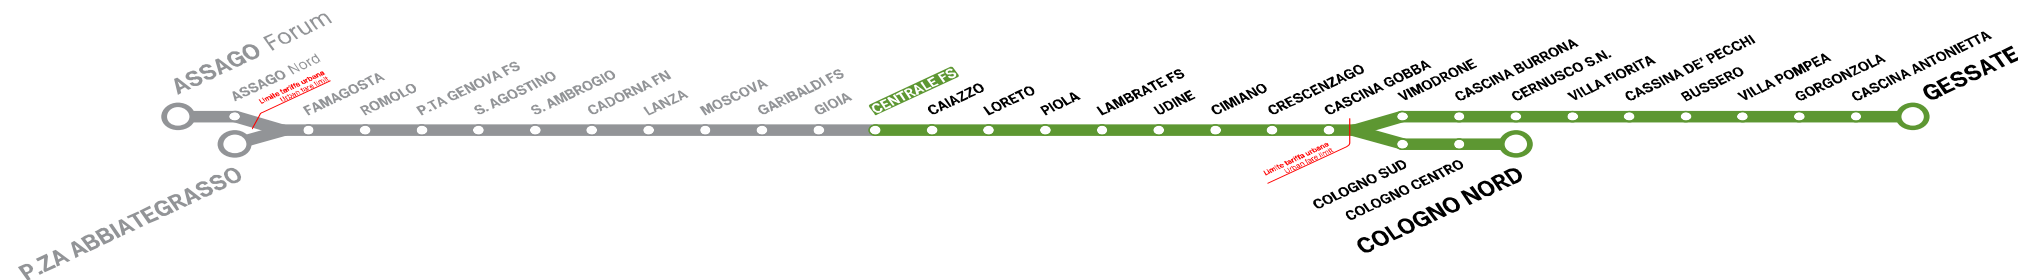 ASSAGO Forum
ASSAGO Nord
Limite tariffa urbana
Urban fare limit
P.ZA ABBIATEGRASSO
FAMAGOSTA
ROMOLO
P.TA GENOVA FS
S. AGOSTINO
S. AMBROGIO
CADORNA FN
LANZA
MOSCOVA
GARIBALDI FS
GIOIA
CENTRALE FS
CAIAZZO
LORETO
PIOLA
LAMBRATE FS
UDINE
CIMIANO
CRESCENZAGO
CASCINA GOBBA
Limite tariffa urbana
Urban fare limit
VIMODRONE
CASCINA BURRONA
CERNUSCO S.N.
VILLA FIORITA
CASSINA DE' PECCHI
BUSSERO
VILLA POMPEA
GORGONZOLA
CASCINA ANTONIETTA
GESSATE
COLOGNO SUD
COLOGNO CENTRO
COLOGNO NORD